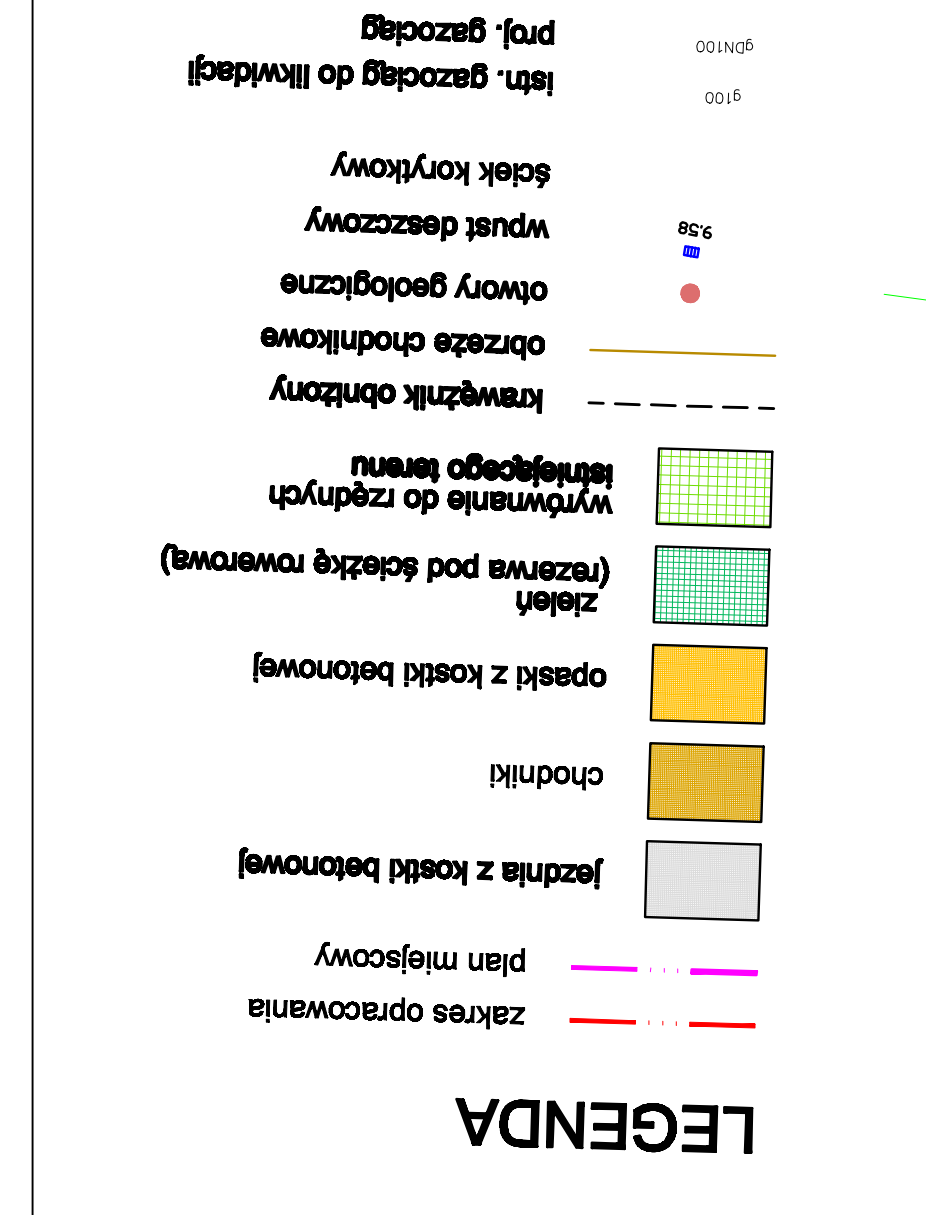 LEGENDA
zakres opracowania
plan miejscowy
jezdnia z kostki betonowej
chodniki
opaski z kostki betonowej
zieleń
(rezerwa pod ścieżkę rowerową)
wyrównanie do rzędnych
istniejącego terenu
krawężnik obniżony
obrzeże chodnikowe
otwory geologiczne
9.58
wpust deszczowy
ściek korytkowy
g100
istn. gazociąg do likwidacji
gDN100
proj. gazociąg